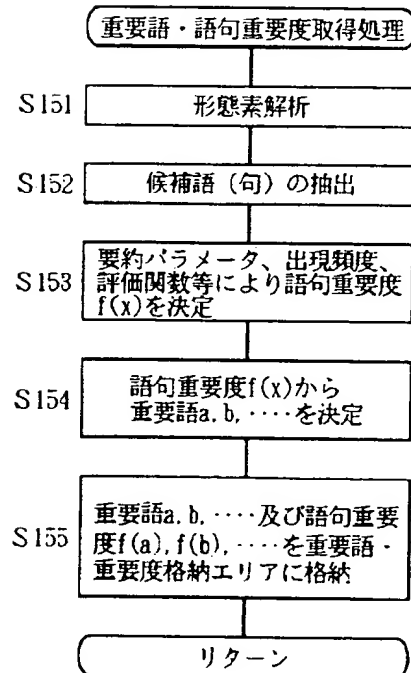 重要語・語句重要度取得処理
S151
形態素解析
S152
候補語（句）の抽出
S153
要約パラメータ、出現頻度、
評価関数等により語句重要度
f(x)を決定
S154
語句重要度f(x)から
重要語a,b,‥‥を決定
S155
重要語a,b,‥‥及び語句重要
度f(a),f(b),‥‥を重要語・
重要度格納エリアに格納
リターン